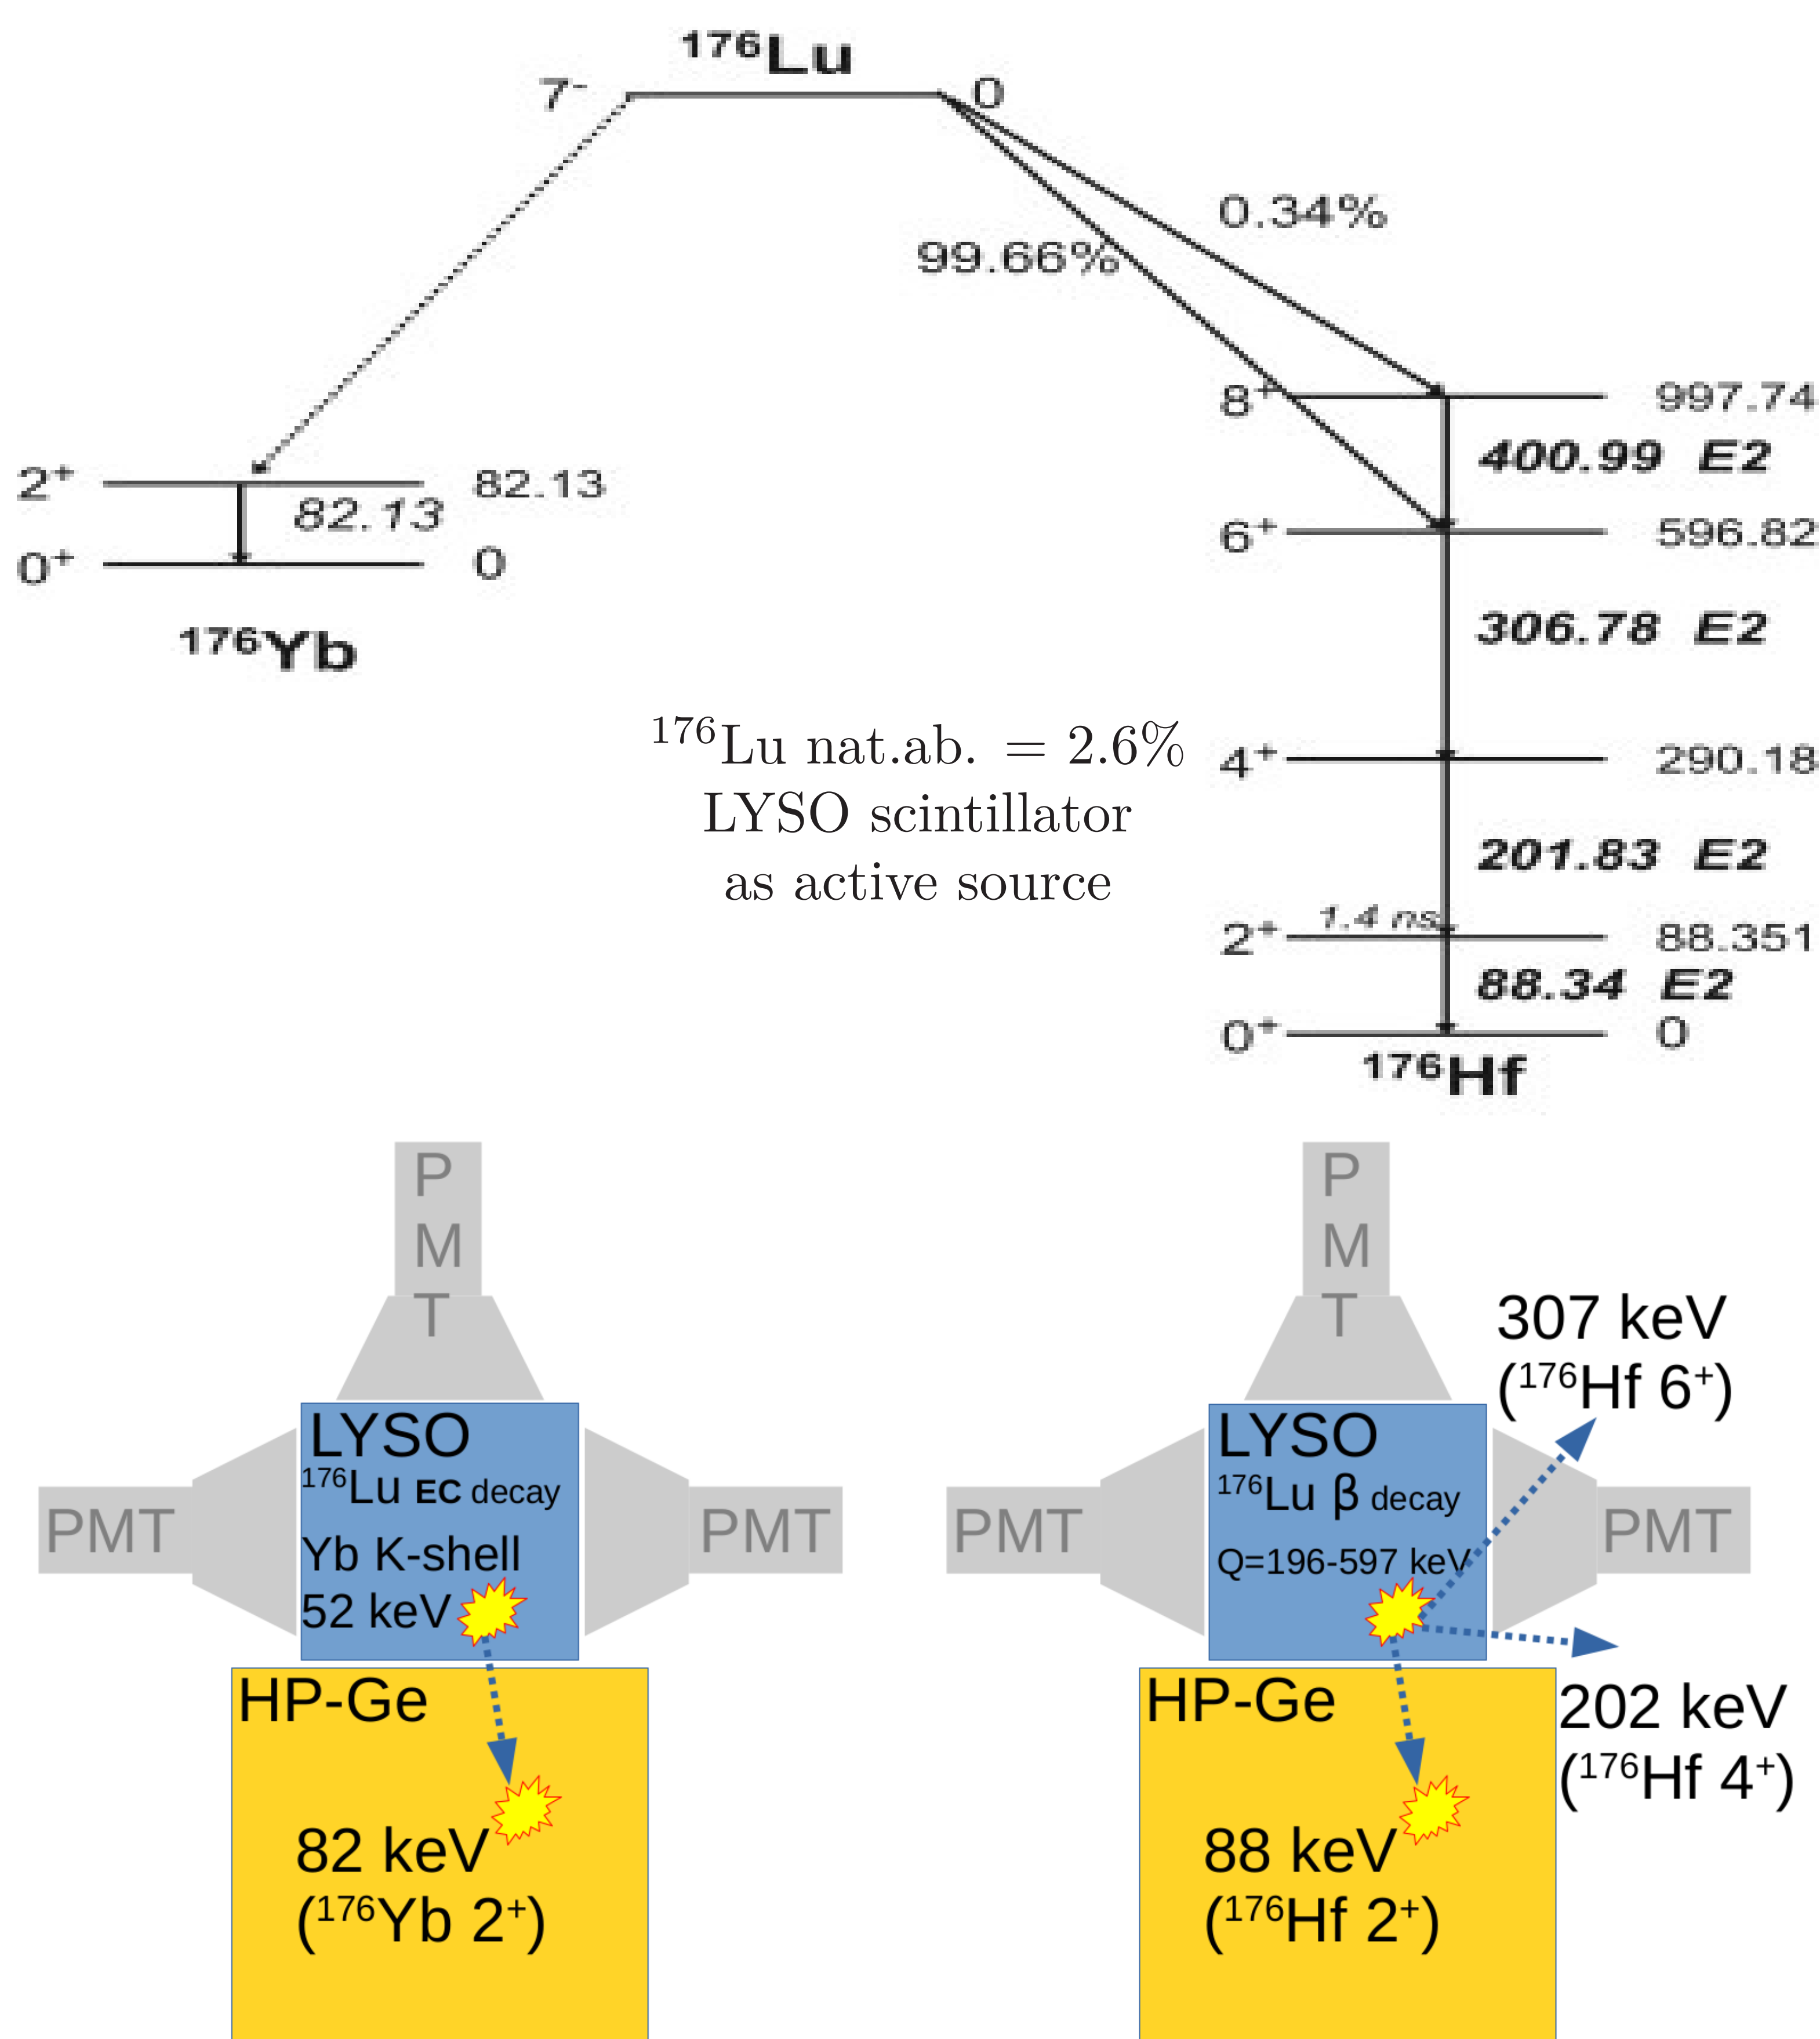 ¹⁷⁶Lu
7⁻ 0
0.34%
99.66%
8⁺ 997.74
400.99 E2
2⁺ 82.13
82.13
6⁺ 596.82
0⁺ 0
306.78 E2
¹⁷⁶Yb
¹⁷⁶Lu nat.ab. = 2.6%
LYSO scintillator
as active source
4⁺ 290.18
201.83 E2
1.4 ns
2⁺ 88.351
88.34 E2
0⁺ 0
¹⁷⁶Hf
P
M
T
PMT
LYSO
¹⁷⁶Lu EC decay
Yb K-shell
52 keV
PMT
HP-Ge
82 keV
(¹⁷⁶Yb 2⁺)
P
M
T
307 keV
(¹⁷⁶Hf 6⁺)
PMT
LYSO
¹⁷⁶Lu β decay
Q=196-597 keV
PMT
202 keV
(¹⁷⁶Hf 4⁺)
HP-Ge
88 keV
(¹⁷⁶Hf 2⁺)